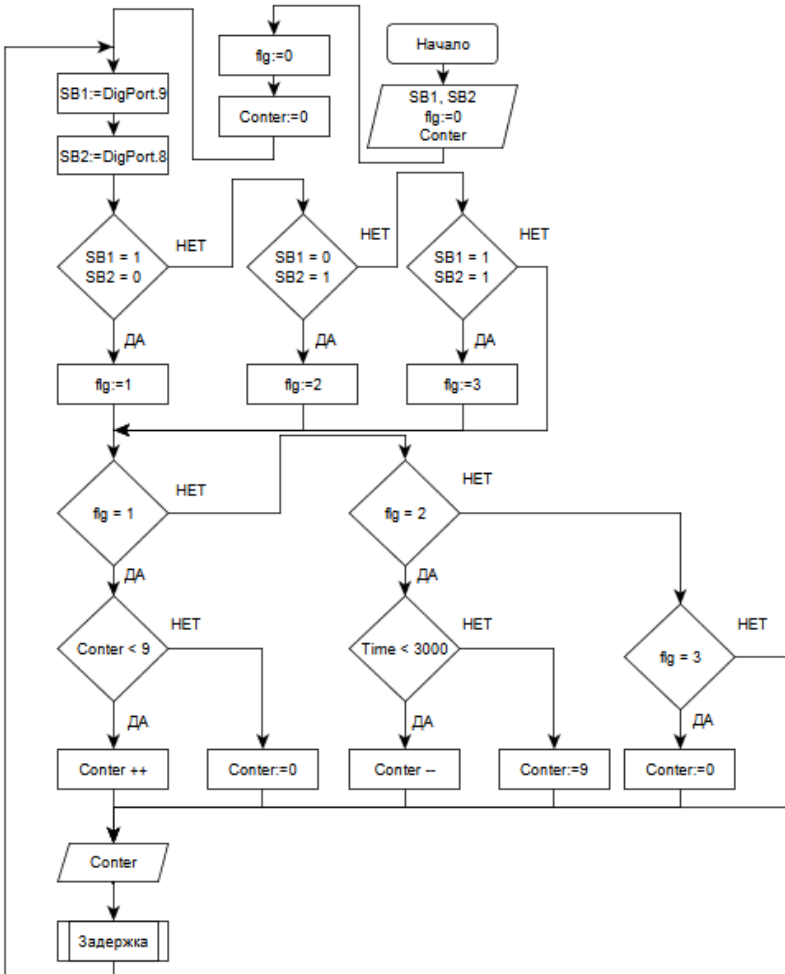 Начало
SB1, SB2
flg:=0
Conter
flg:=0
Conter:=0
SB1:=DigPort.9
SB2:=DigPort.8
SB1 = 1
SB2 = 0
НЕТ
SB1 = 0
SB2 = 1
НЕТ
SB1 = 1
SB2 = 1
НЕТ
ДА
ДА
ДА
flg:=1
flg:=2
flg:=3
flg = 1
НЕТ
flg = 2
НЕТ
ДА
ДА
Conter < 9
НЕТ
Time < 3000
НЕТ
flg = 3
НЕТ
ДА
ДА
ДА
Conter ++
Conter:=0
Conter --
Conter:=9
Conter:=0
Conter
Задержка